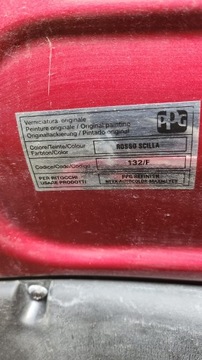 Verniciatura originale
Peinture originale / Original painting
Originallackierung / Pintado original
PPG
Colore/Teinte/Colour
Farbton/Color
ROSSO SCILLA
Codice/Code/Codigo
132/F
PER RITOCCHI
USARE PRODOTTI
PPG REFINISH